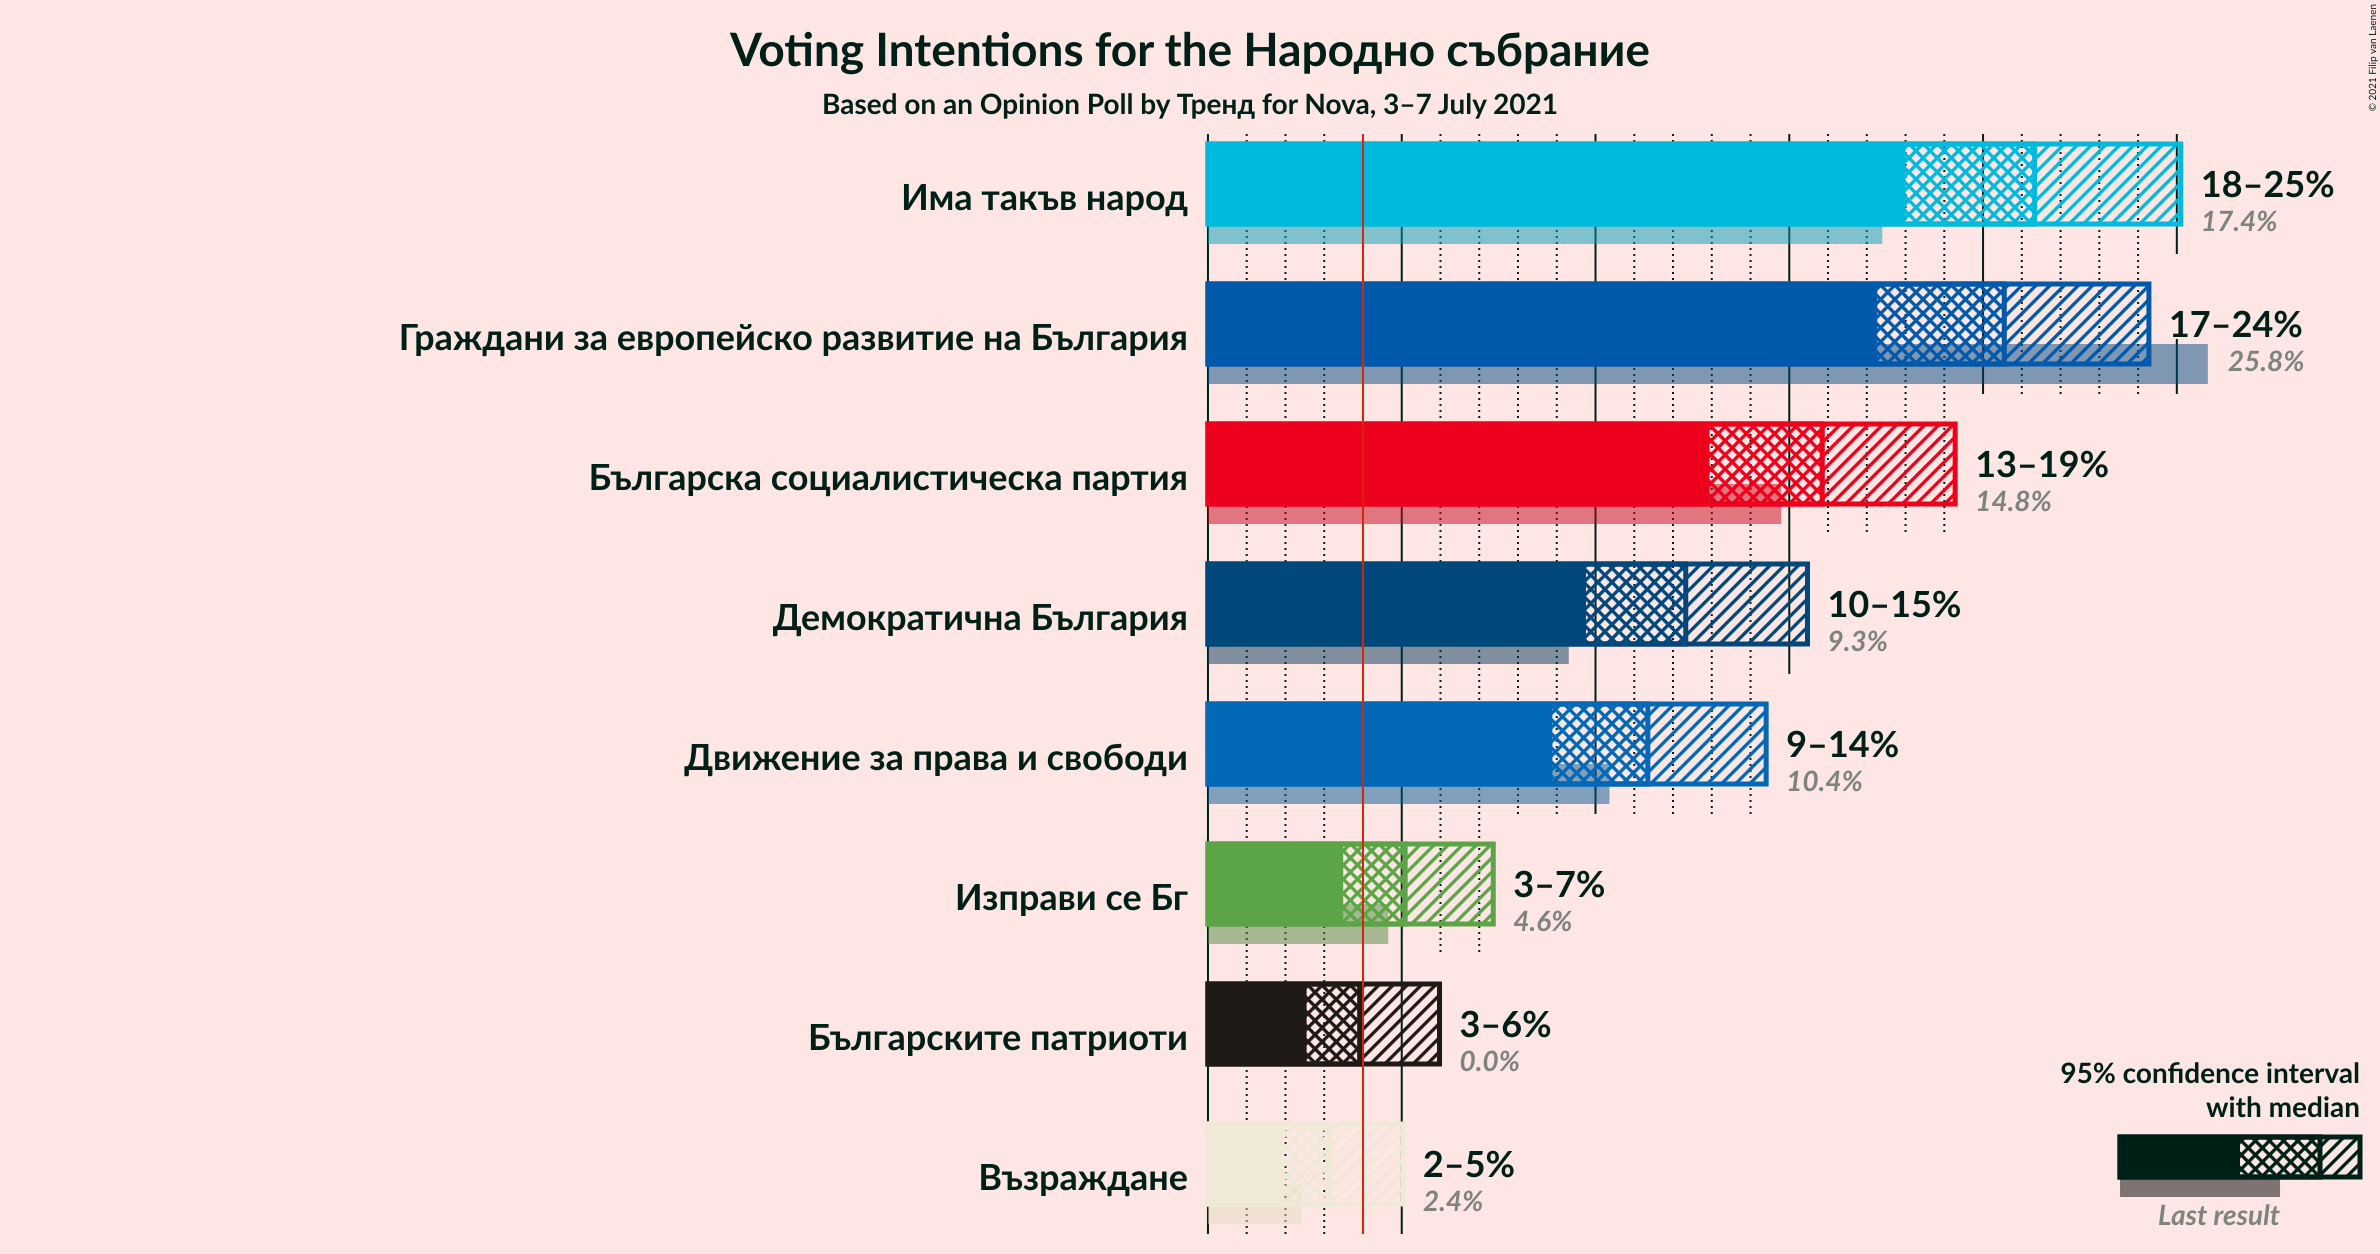 Voting Intentions for the Народно събрание
Based on an Opinion Poll by Тренд for Nova, 3–7 July 2021
© 2021 Filip van Laenen
Има такъв народ
18–25%
17.4%
Граждани за европейско развитие на България
17–24%
25.8%
Българска социалистическа партия
13–19%
14.8%
Демократична България
10–15%
9.3%
Движение за права и свободи
9–14%
10.4%
Изправи се Бг
3–7%
4.6%
Българските патриоти
3–6%
0.0%
Възраждане
2–5%
2.4%
95% confidence interval
with median
Last result